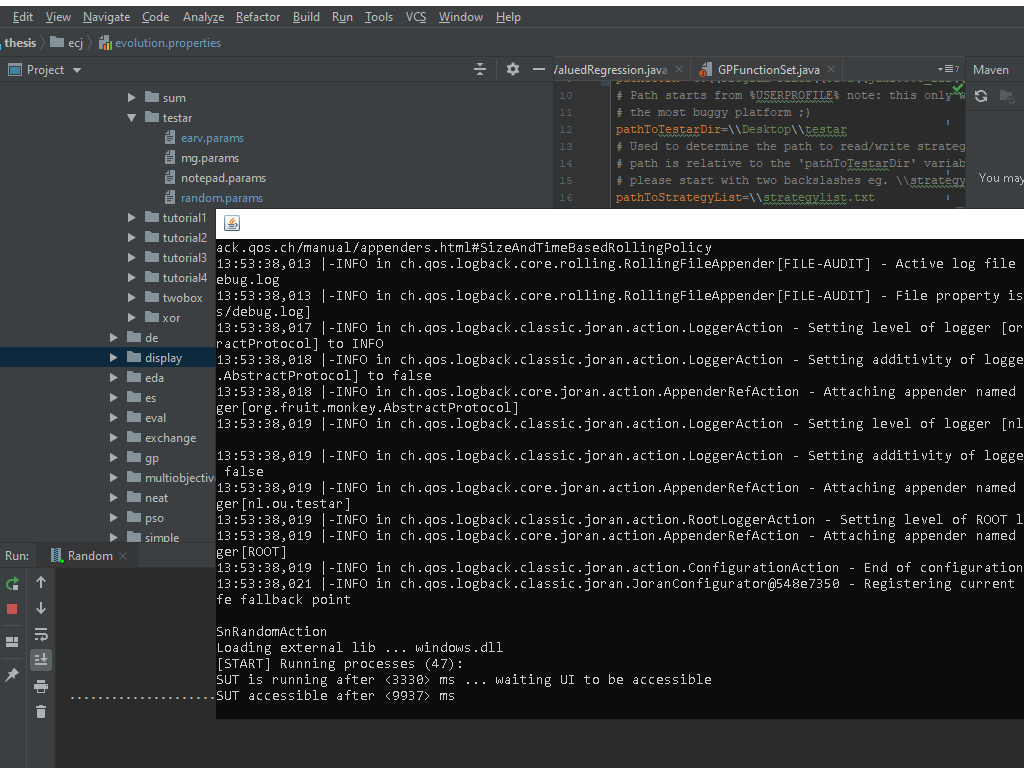 Edit View Navigate Code Analyze Refactor Build Run Tools VCS Window Help
thesis ecj evolution.properties
Project
sum
testar
earv.params
mg.params
notepad.params
random.params
tutorial1
tutorial2
tutorial3
tutorial4
twobox
xor
de
display
eda
es
eval
exchange
gp
multiobjectiv
neat
pso
simple
/aluedRegression.java GPFunctionSet.java 7
10 # Path starts from %USERPROFILE% note: this only w
11 # the most buggy platform ;)
12 pathToTestarDir=\\Desktop\\testar
13 # Used to determine the path to read/write strateg
14 # path is relative to the 'pathToTestarDir' variab
15 # please start with two backslashes eg. \\strategy
16 pathToStrategyList=\\strategylist.txt
Maven
You may
ack.qos.ch/manual/appenders.html#SizeAndTimeBasedRollingPolicy
13:53:38,013 |-INFO in ch.qos.logback.core.rolling.RollingFileAppender[FILE-AUDIT] - Active log file
ebug.log
13:53:38,013 |-INFO in ch.qos.logback.core.rolling.RollingFileAppender[FILE-AUDIT] - File property is
s/debug.log]
13:53:38,017 |-INFO in ch.qos.logback.classic.joran.action.LoggerAction - Setting level of logger [or
ractProtocol] to INFO
13:53:38,018 |-INFO in ch.qos.logback.classic.joran.action.LoggerAction - Setting additivity of logge
.AbstractProtocol] to false
13:53:38,018 |-INFO in ch.qos.logback.core.joran.action.AppenderRefAction - Attaching appender named
ger[org.fruit.monkey.AbstractProtocol]
13:53:38,019 |-INFO in ch.qos.logback.classic.joran.action.LoggerAction - Setting level of logger [nl
13:53:38,019 |-INFO in ch.qos.logback.classic.joran.action.LoggerAction - Setting additivity of logge
false
13:53:38,019 |-INFO in ch.qos.logback.core.joran.action.AppenderRefAction - Attaching appender named
ger[nl.ou.testar]
13:53:38,019 |-INFO in ch.qos.logback.classic.joran.action.RootLoggerAction - Setting level of ROOT l
13:53:38,019 |-INFO in ch.qos.logback.core.joran.action.AppenderRefAction - Attaching appender named
ger[ROOT]
13:53:38,019 |-INFO in ch.qos.logback.classic.joran.action.ConfigurationAction - End of configuration
13:53:38,021 |-INFO in ch.qos.logback.classic.joran.JoranConfigurator@548e7350 - Registering current
fe fallback point
SnRandomAction
Loading external lib ... windows.dll
[START] Running processes (47):
SUT is running after <3330> ms ... waiting UI to be accessible
SUT accessible after <9937> ms
Run: Random
.....................